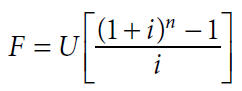 F = U[((1 + i)^n − 1)/i]